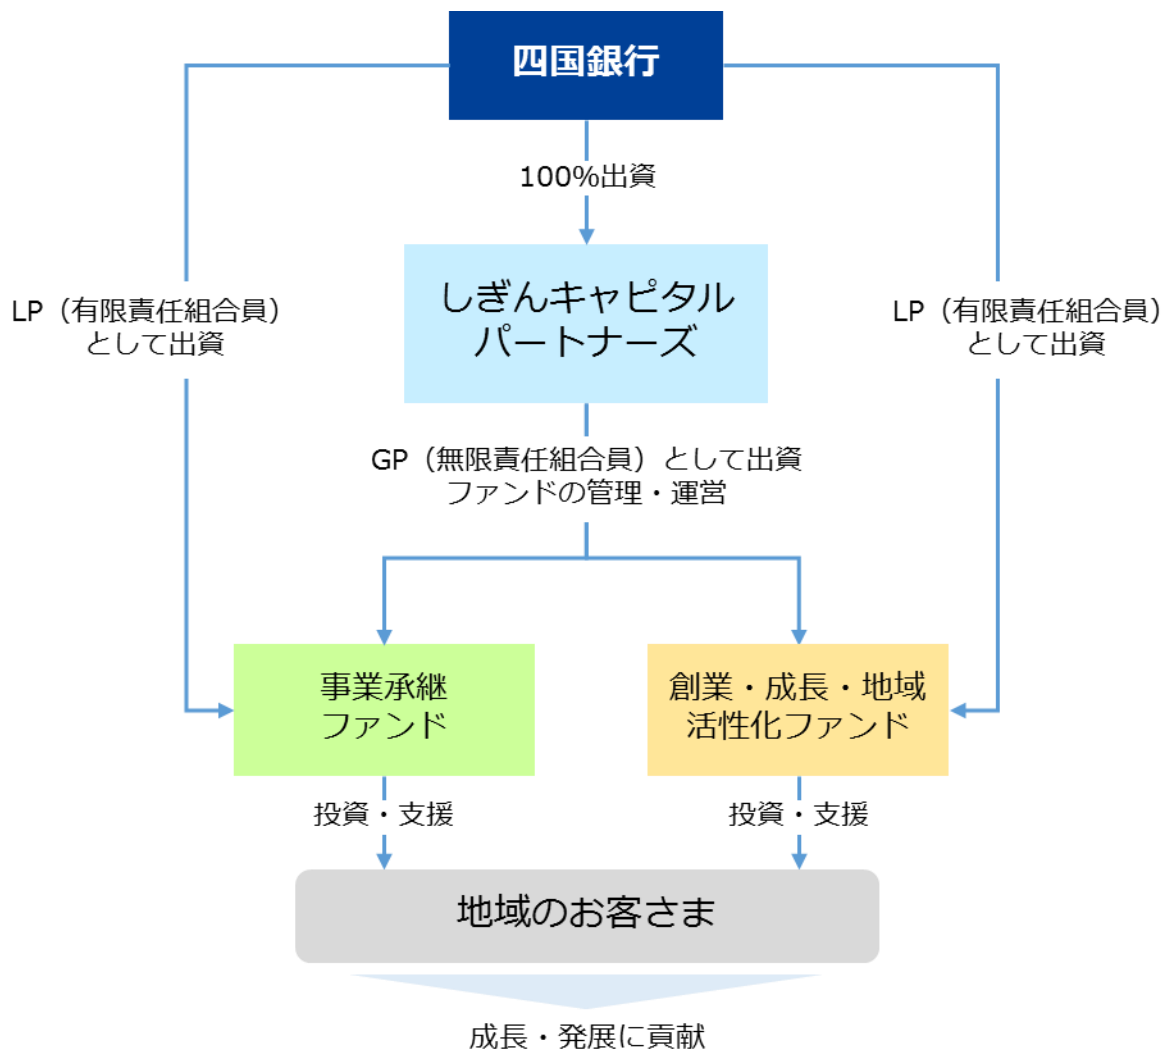 四国銀行
100%出資
しぎんキャピタル
パートナーズ
LP（有限責任組合員）
として出資
LP（有限責任組合員）
として出資
GP（無限責任組合員）として出資
ファンドの管理・運営
事業承継
ファンド
創業・成長・地域
活性化ファンド
投資・支援
投資・支援
地域のお客さま
成長・発展に貢献